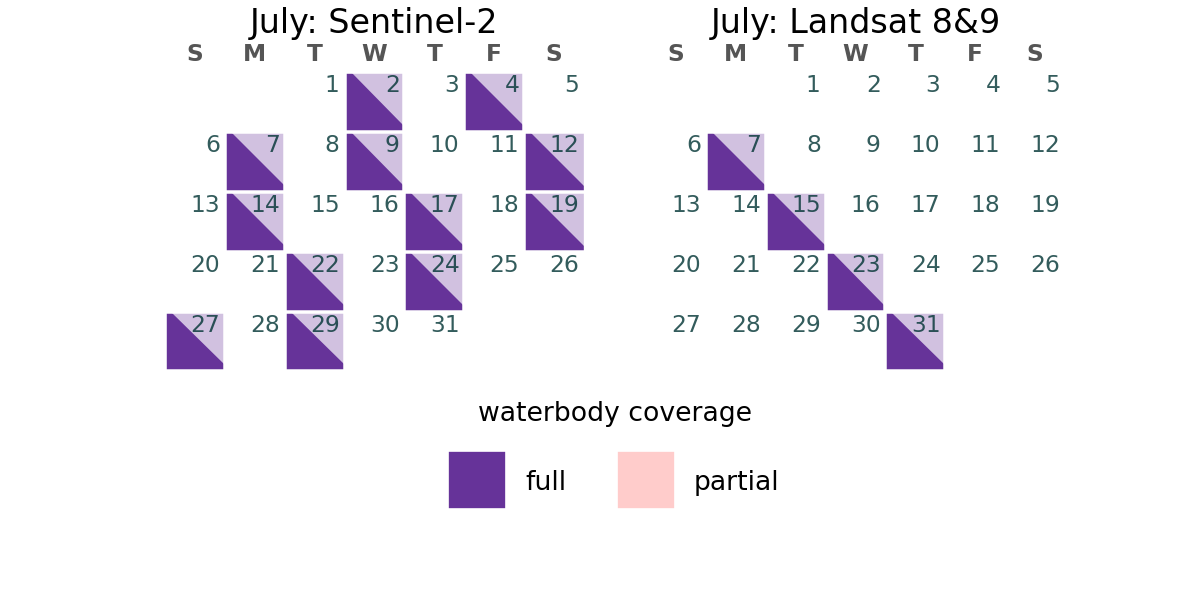 July: Sentinel-2
S M T W T F S
1 2 3 4 5
6 7 8 9 10 11 12
13 14 15 16 17 18 19
20 21 22 23 24 25 26
27 28 29 30 31
July: Landsat 8&9
S M T W T F S
1 2 3 4 5
6 7 8 9 10 11 12
13 14 15 16 17 18 19
20 21 22 23 24 25 26
27 28 29 30 31
waterbody coverage
full partial